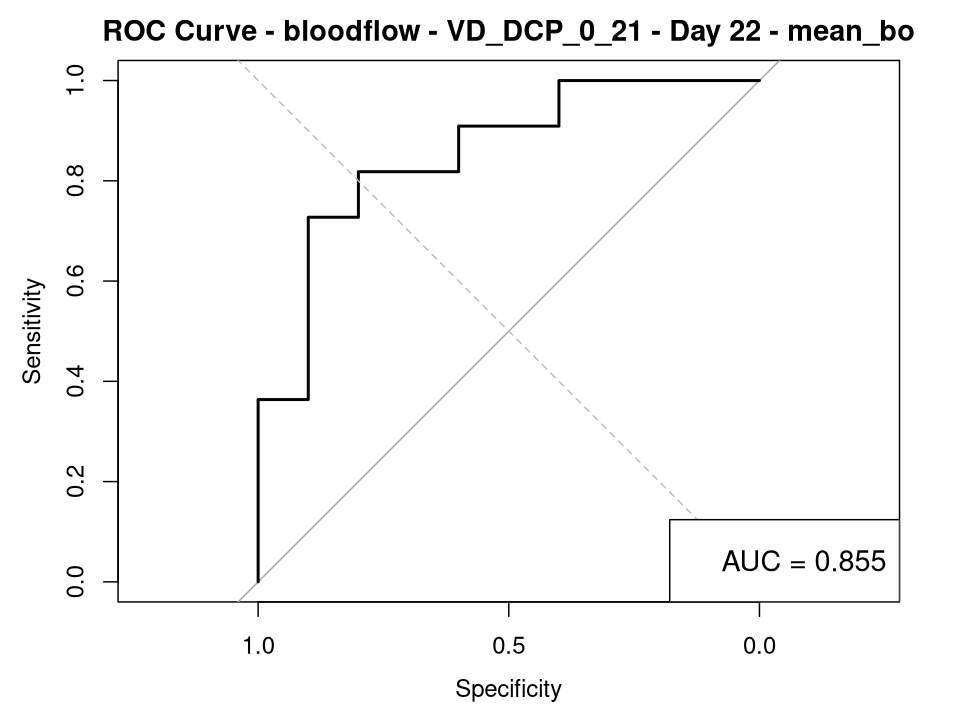 ROC Curve - bloodflow - VD_DCP_0_21 - Day 22 - mean_bo
Sensitivity
1.0
0.8
0.6
0.4
0.2
0.0
AUC = 0.855
1.0 0.5 0.0
Specificity